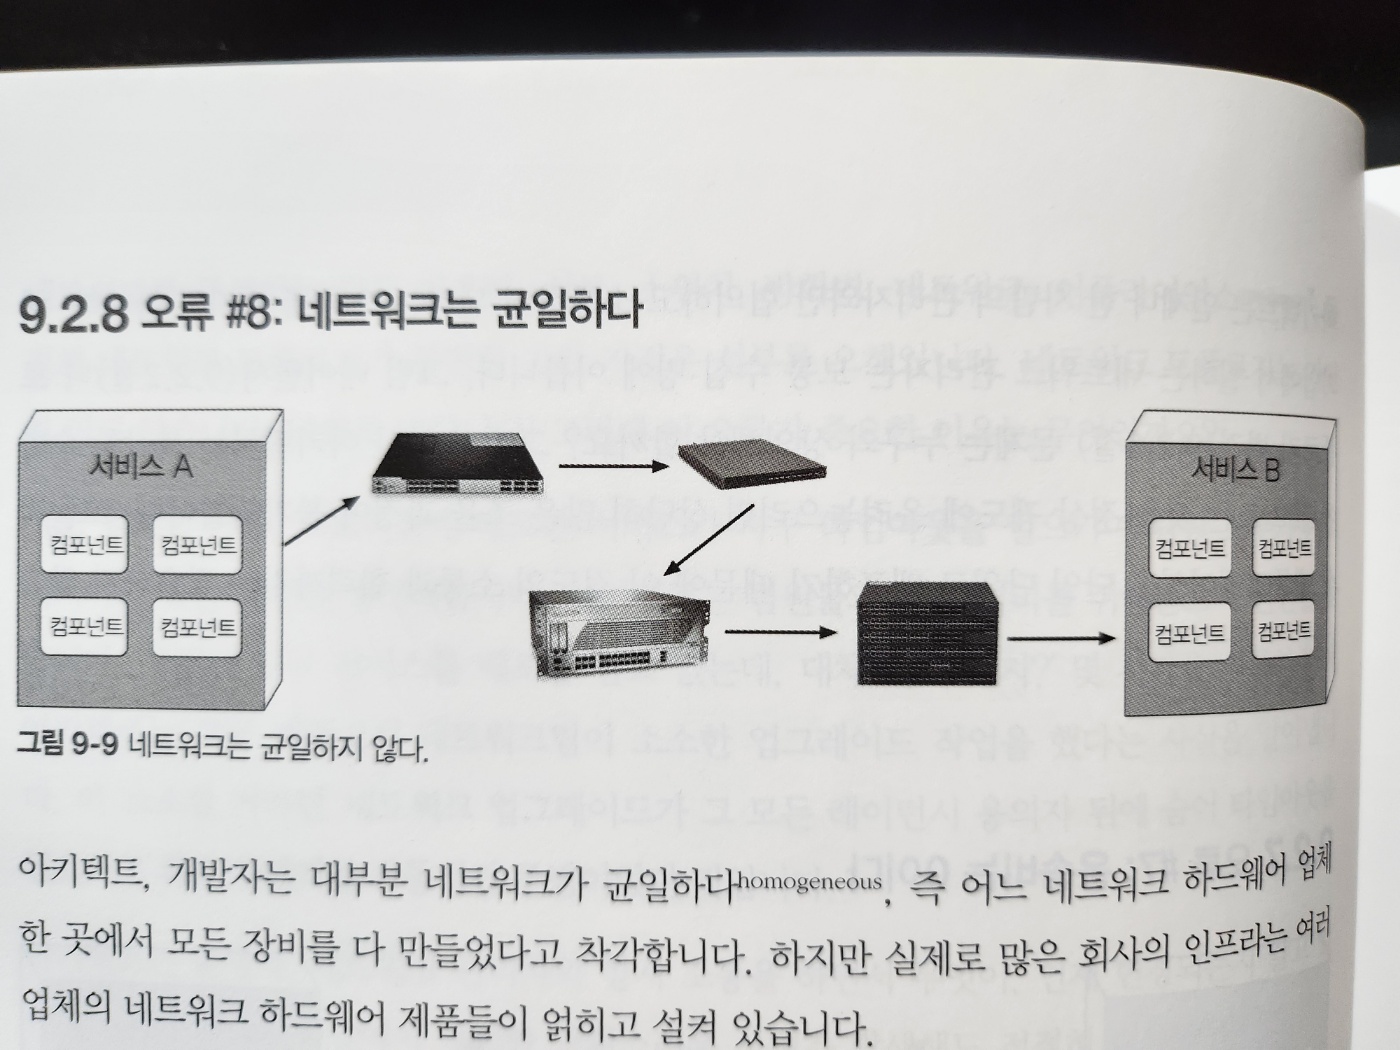 9.2.8 오류 #8: 네트워크는 균일하다
서비스 A
컴포넌트 컴포넌트
컴포넌트 컴포넌트
서비스 B
컴포넌트 컴포넌트
컴포넌트 컴포넌트
그림 9-9 네트워크는 균일하지 않다.
아키텍트, 개발자는 대부분 네트워크가 균일하다homogeneous, 즉 어느 네트워크 하드웨어 업체
한 곳에서 모든 장비를 다 만들었다고 착각합니다. 하지만 실제로 많은 회사의 인프라는 여러
업체의 네트워크 하드웨어 제품들이 얽히고 설켜 있습니다.